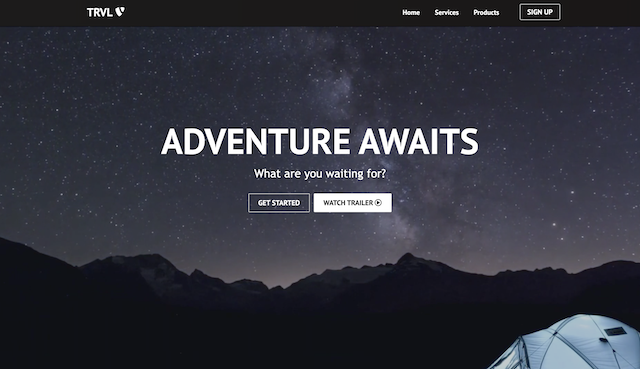 TRVL
Home Services Products SIGN UP
ADVENTURE AWAITS
What are you waiting for?
GET STARTED WATCH TRAILER